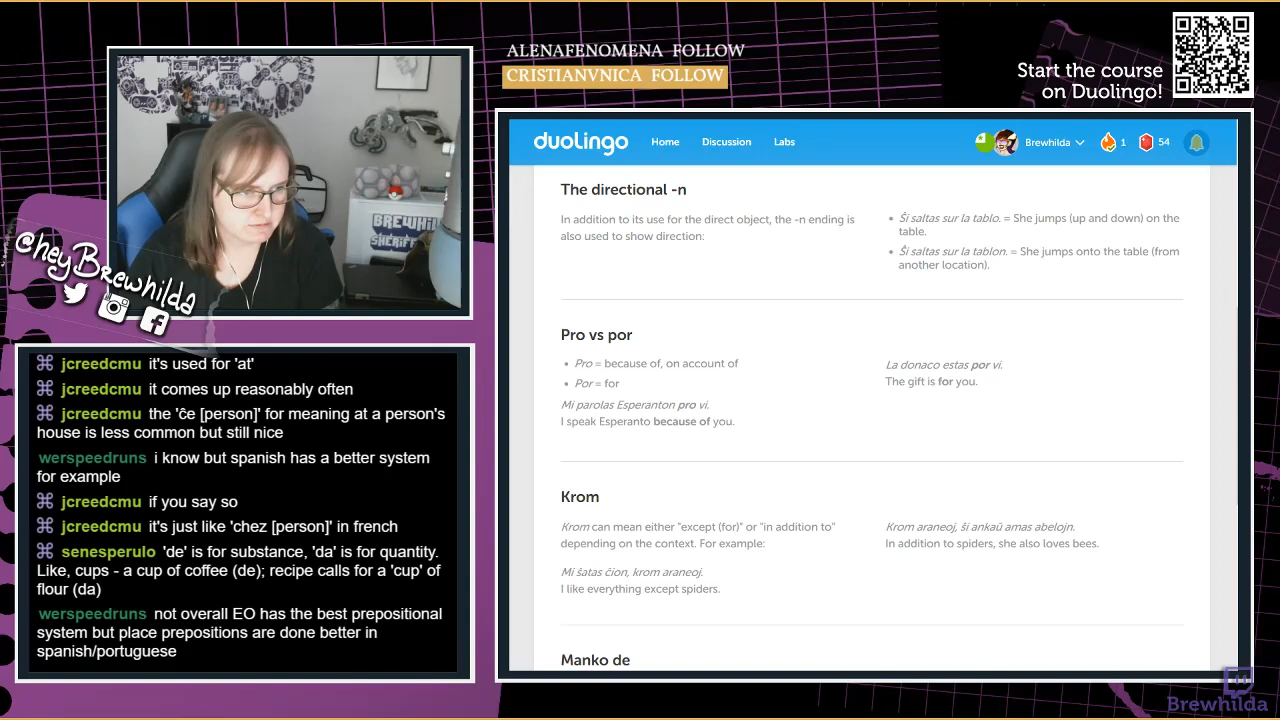 ALENAFENOMENA FOLLOW
CRISTIANVNICA FOLLOW
Start the course
on Duolingo!
BREWHIL
SHERIFF
@heyBrewhilda
duolingo
Home
Discussion
Labs
Brewhilda
1
54
The directional -n
In addition to its use for the direct object, the -n ending is
also used to show direction:
• Ŝi saltas sur la tablo. = She jumps (up and down) on the
table.
• Ŝi saltas sur la tablon. = She jumps onto the table (from
another location).
Pro vs por
• Pro = because of, on account of
• Por = for
Mi parolas Esperanton pro vi.
I speak Esperanto because of you.
La donaco estas por vi.
The gift is for you.
Krom
Krom can mean either "except (for)" or "in addition to"
depending on the context. For example:
Mi ŝatas ĉion, krom araneoj.
I like everything except spiders.
Krom araneoj, ŝi ankaŭ amas abelojn.
In addition to spiders, she also loves bees.
Manko de
jcreedcmu it's used for 'at'
jcreedcmu it comes up reasonably often
jcreedcmu the 'ĉe [person]' for meaning at a person's
house is less common but still nice
werspeedruns i know but spanish has a better system
for example
jcreedcmu if you say so
jcreedcmu it's just like 'chez [person]' in french
senesperulo 'de' is for substance, 'da' is for quantity.
Like, cups - a cup of coffee (de); recipe calls for a 'cup' of
flour (da)
werspeedruns not overall EO has the best prepositional
system but place prepositions are done better in
spanish/portuguese
Brewhilda